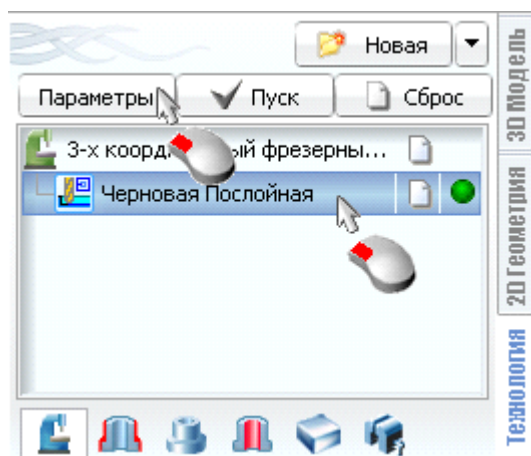 Новая
Параметры
Пуск
Сброс
3-х коорд ый фрезерны...
Черновая Послойная
3D Модель
2D Геометрия
Технология